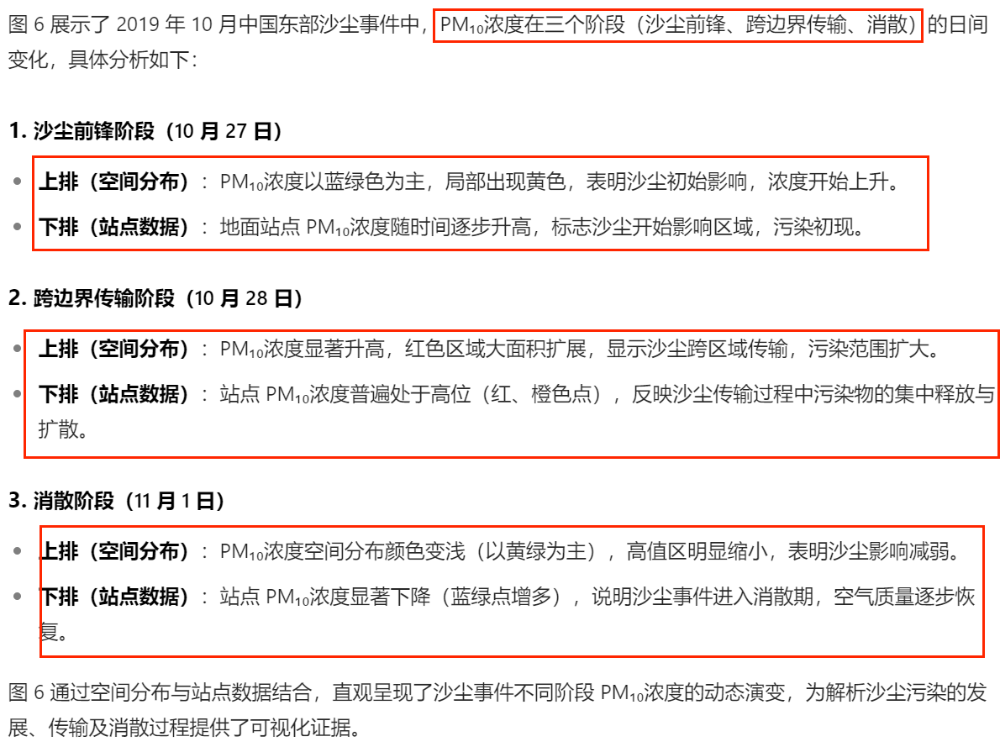 图 6 展示了 2019 年 10 月中国东部沙尘事件中，PM₁₀浓度在三个阶段（沙尘前锋、跨边界传输、消散）的日间
变化，具体分析如下：
1. 沙尘前锋阶段（10 月 27 日）
• 上排（空间分布）：PM₁₀浓度以蓝绿色为主，局部出现黄色，表明沙尘初始影响，浓度开始上升。
• 下排（站点数据）：地面站点 PM₁₀浓度随时间逐步升高，标志沙尘开始影响区域，污染初现。
2. 跨边界传输阶段（10 月 28 日）
• 上排（空间分布）：PM₁₀浓度显著升高，红色区域大面积扩展，显示沙尘跨区域传输，污染范围扩大。
• 下排（站点数据）：站点 PM₁₀浓度普遍处于高位（红、橙色点），反映沙尘传输过程中污染物的集中释放与
扩散。
3. 消散阶段（11 月 1 日）
• 上排（空间分布）：PM₁₀浓度空间分布颜色变浅（以黄绿为主），高值区明显缩小，表明沙尘影响减弱。
• 下排（站点数据）：站点 PM₁₀浓度显著下降（蓝绿点增多），说明沙尘事件进入消散期，空气质量逐步恢
复。
图 6 通过空间分布与站点数据结合，直观呈现了沙尘事件不同阶段 PM₁₀浓度的动态演变，为解析沙尘污染的发
展、传输及消散过程提供了可视化证据。